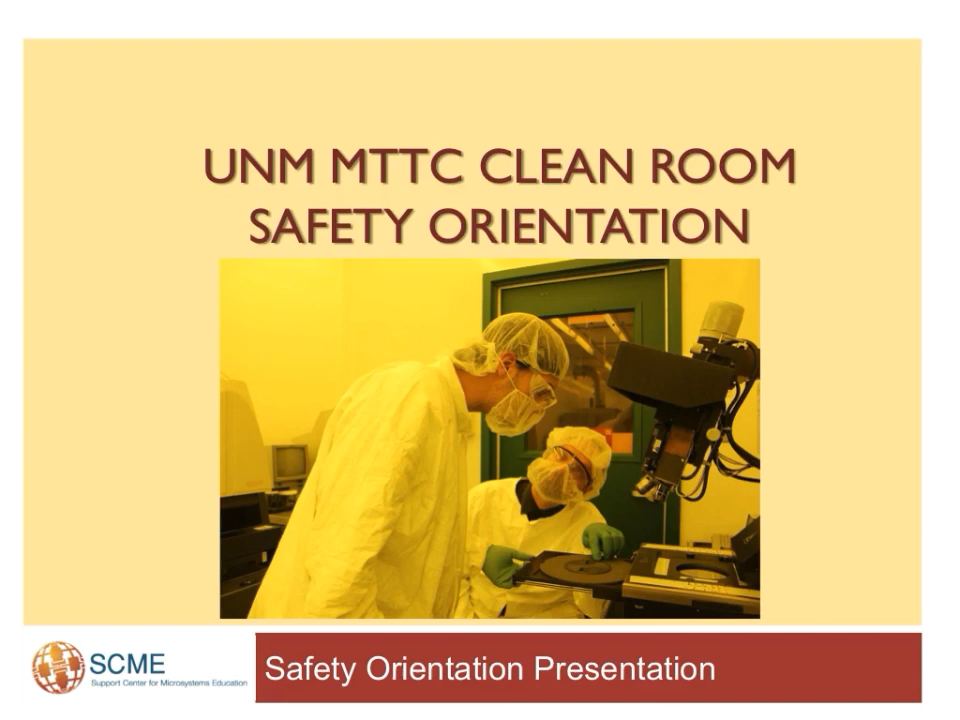 UNM MTTC CLEAN ROOM
SAFETY ORIENTATION
SCME
Support Center for Microsystems Education
Safety Orientation Presentation